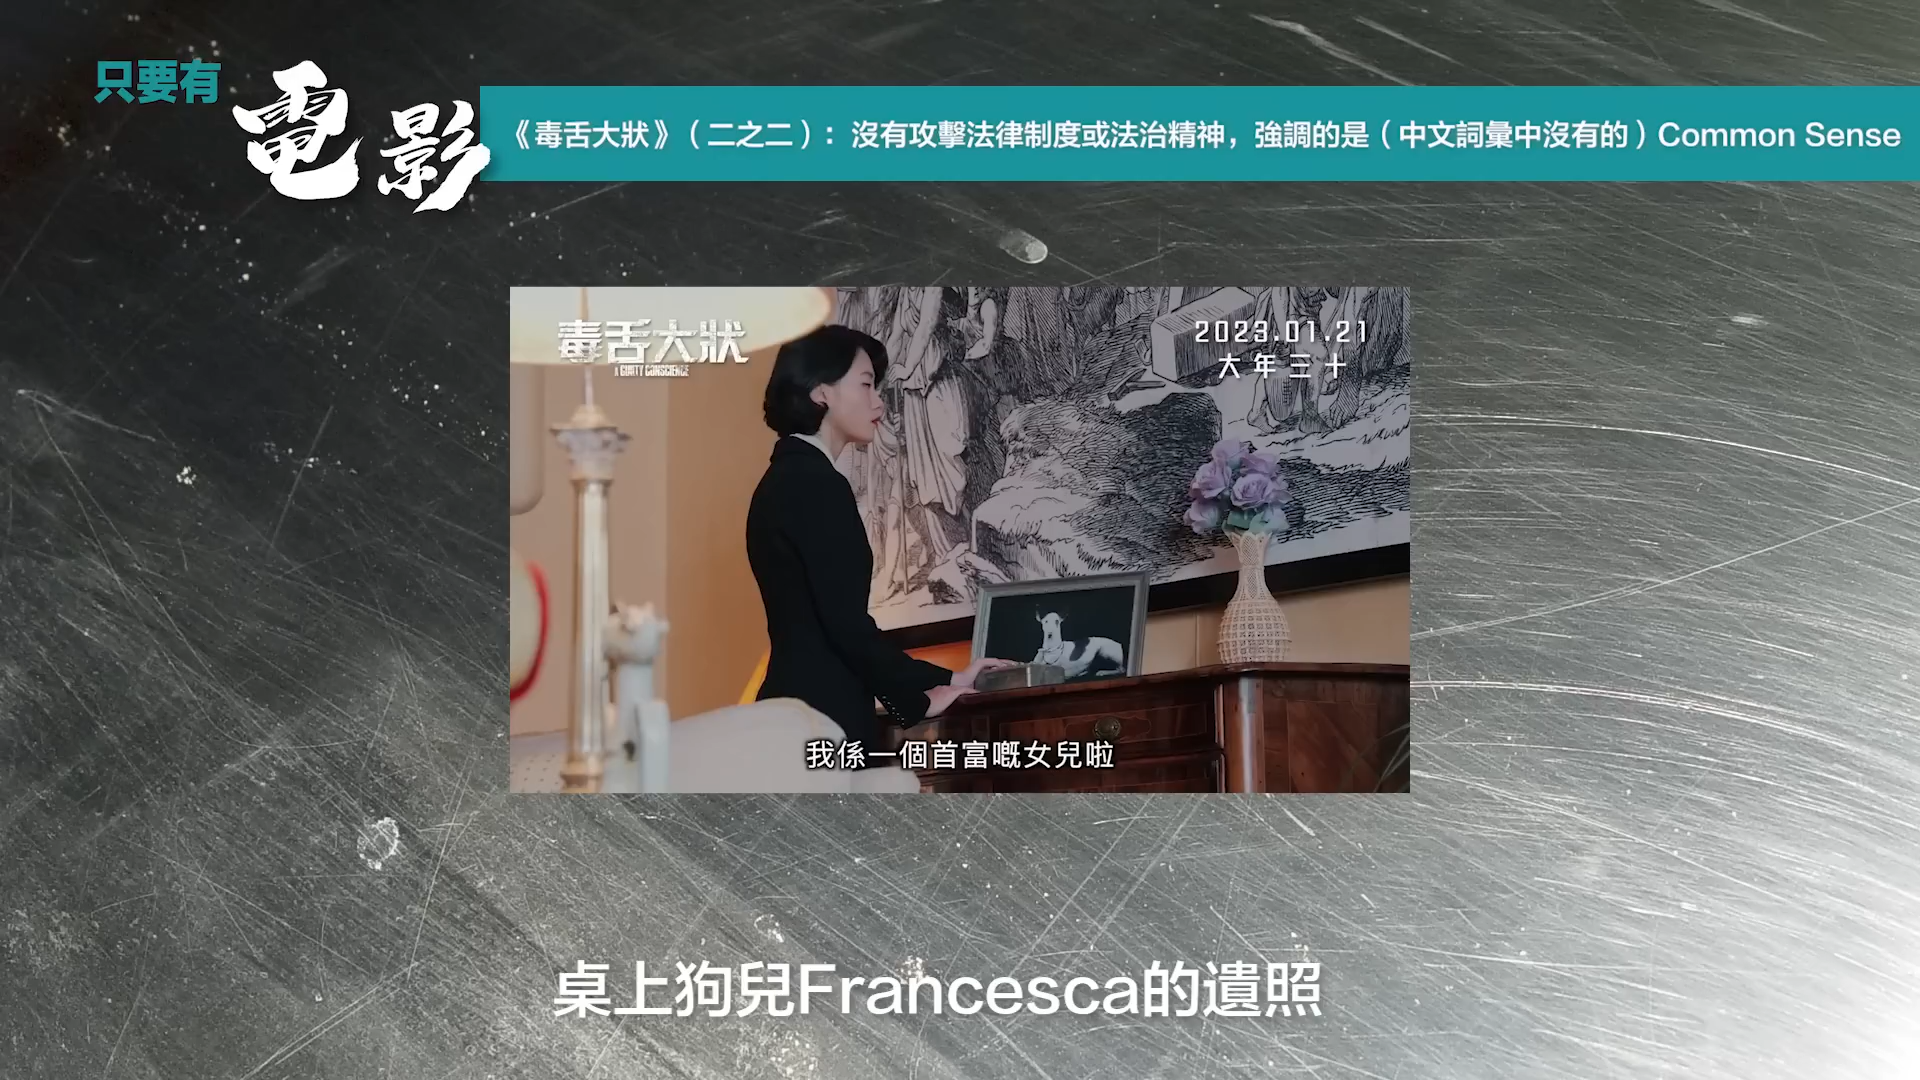 只要有
電影
《毒舌大狀》（二之二）：沒有攻擊法律制度或法治精神，強調的是（中文詞彙中沒有的）Common Sense
毒舌大狀
A GUILTY CONSCIENCE
2023.01.21
大年三十
我係一個首富嘅女兒啦
桌上狗兒Francesca的遺照